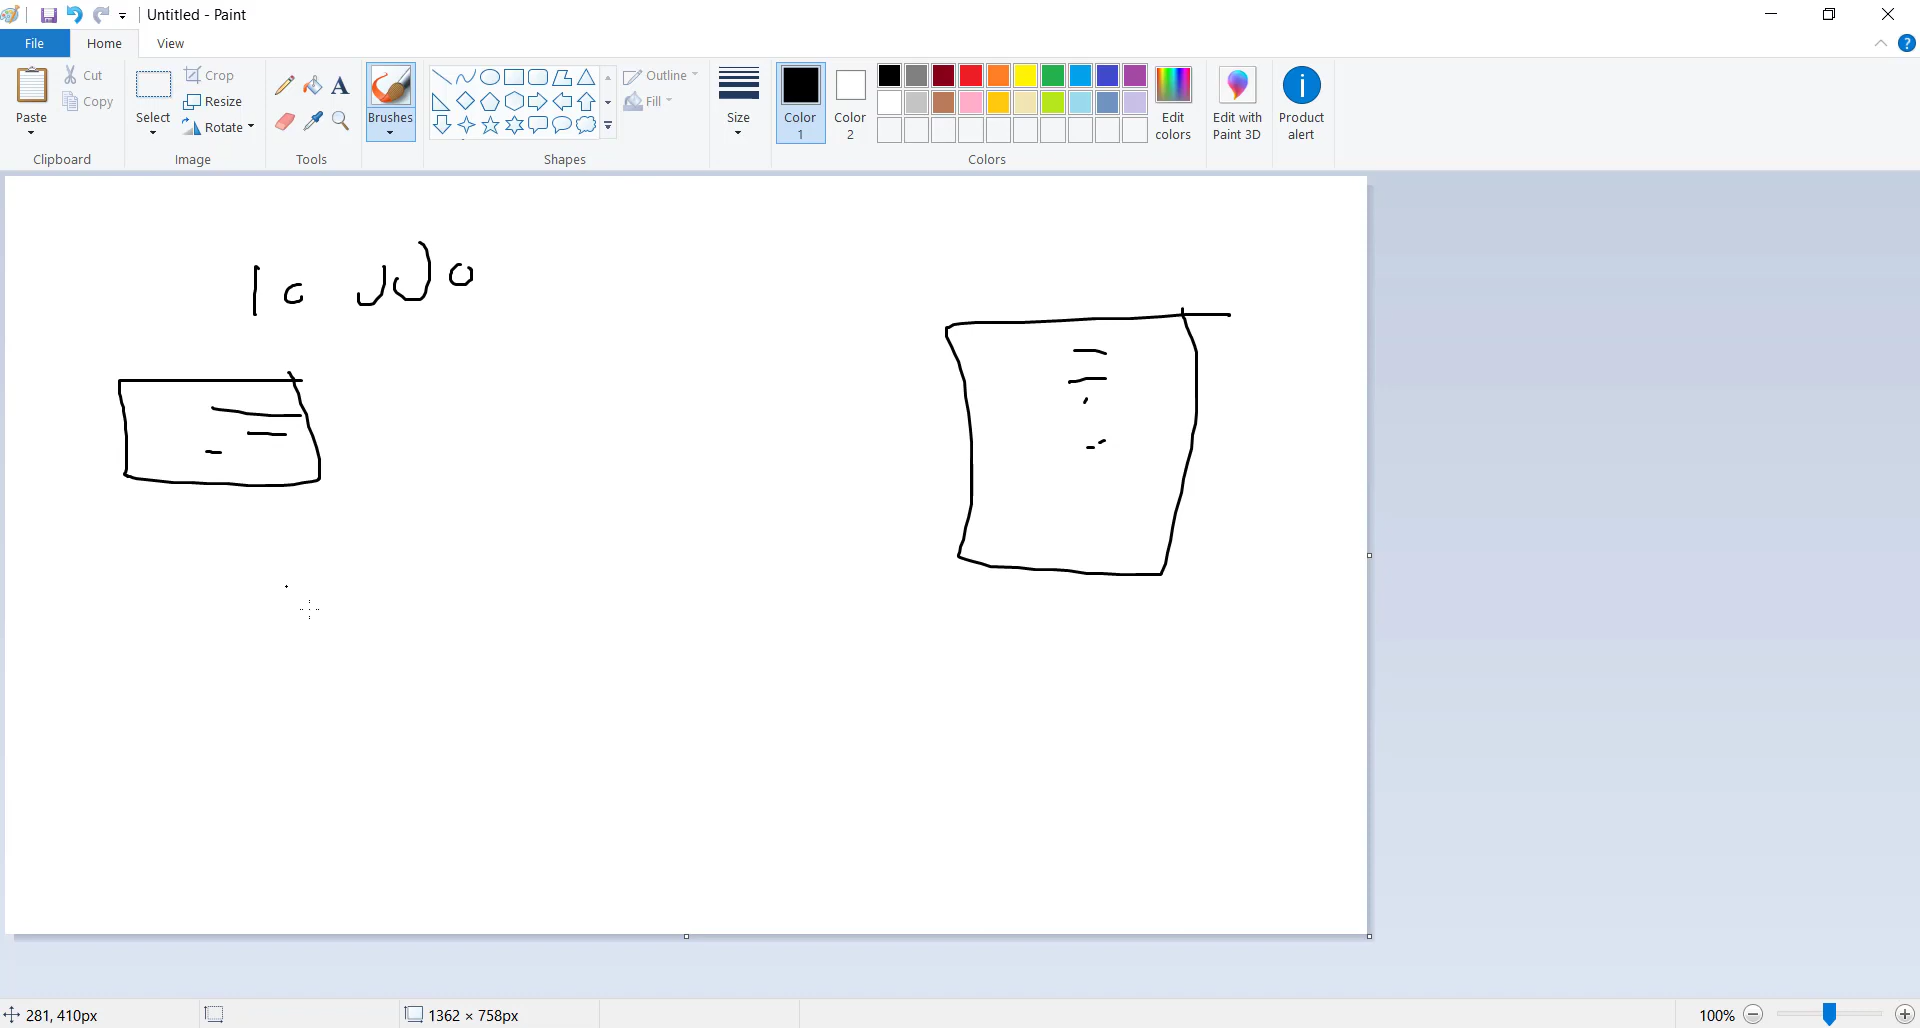 Untitled - Paint
File Home View
Paste
Cut
Copy
Clipboard
Select
Crop
Resize
Rotate
Image
Tools
Brushes
Shapes
Outline
Fill
Size
Color 1
Color 2
Edit colors
Colors
Edit with Paint 3D
Product alert
281, 410px
1362 × 758px
100%